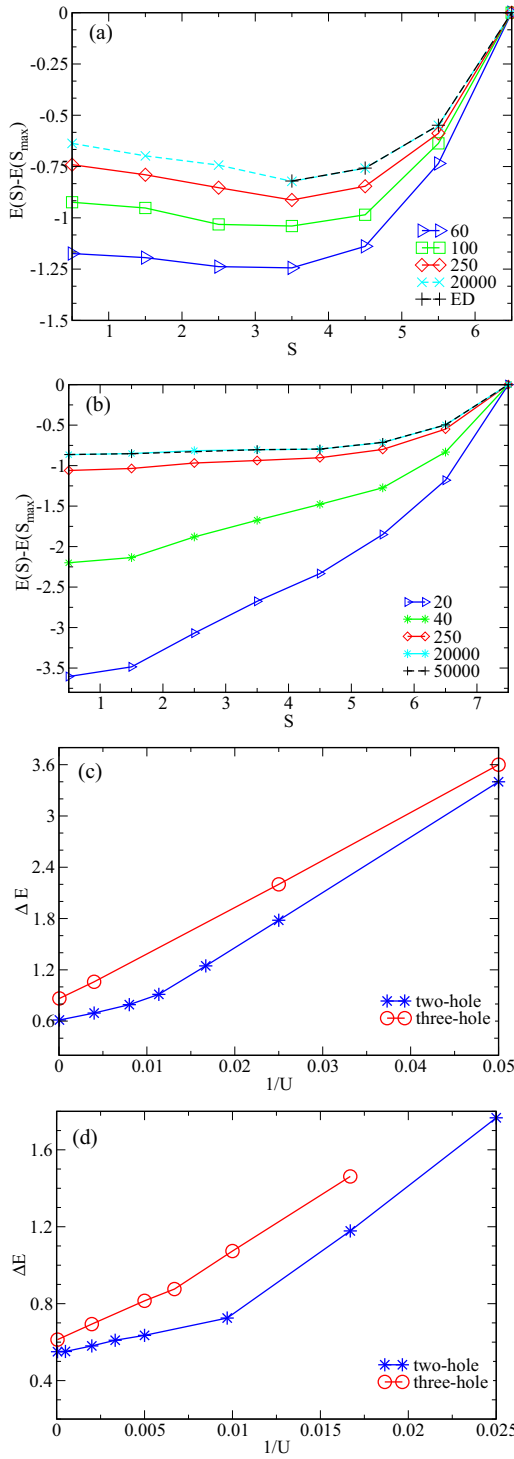 (a)
0
-0.25
-0.5
-0.75
-1
-1.25
-1.5
E(S)-E(Smax)
60
100
250
20000
ED
1 2 3 4 5 6
S
(b)
0
-0.5
-1
-1.5
-2
-2.5
-3
-3.5
E(S)-E(Smax)
20
40
250
20000
50000
1 2 3 4 5 6 7
S
(c)
3.6
2.4
1.8
1.2
0.6
Δ E
two-hole
three-hole
0 0.01 0.02 0.03 0.04 0.05
1/U
(d)
1.6
1.2
0.8
0.4
ΔE
two-hole
three-hole
0 0.005 0.01 0.015 0.02 0.025
1/U